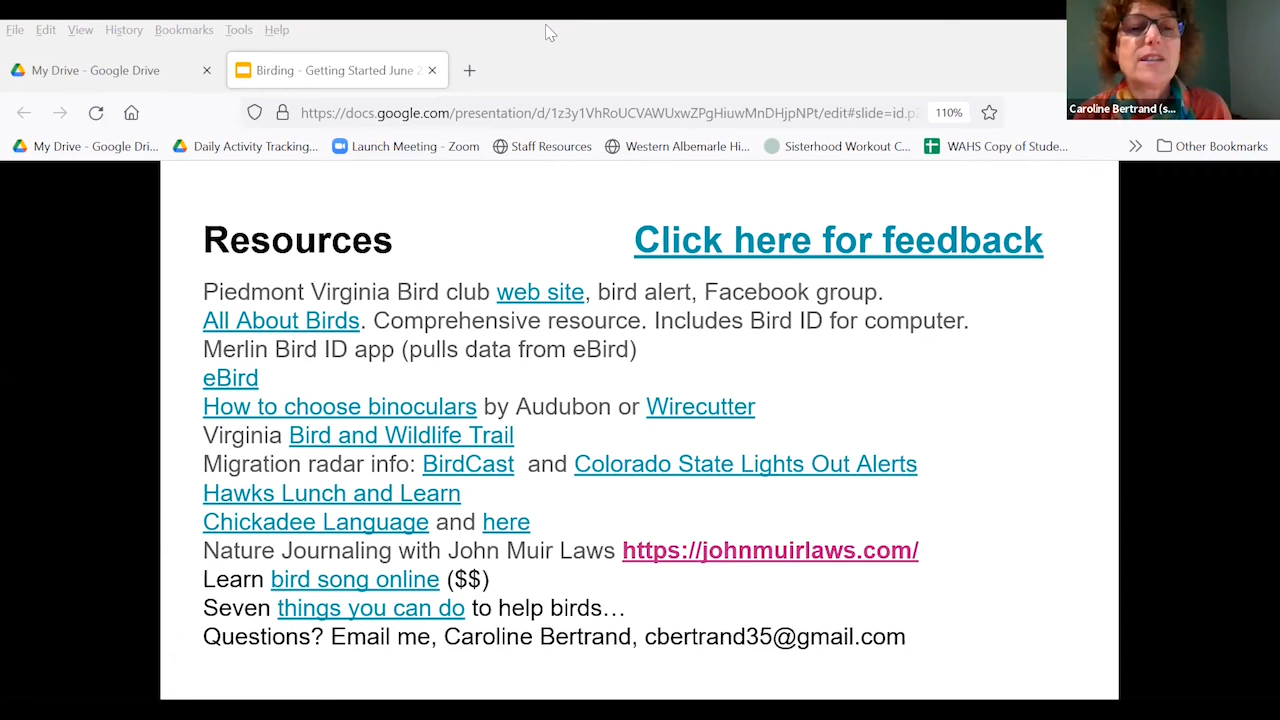 File Edit View History Bookmarks Tools Help
My Drive - Google Drive
Birding - Getting Started June 2
https://docs.google.com/presentation/d/1z3y1VhRoUCVAWUxwZPgHiuwMnDHjpNPt/edit#slide=id.p2 110%
My Drive - Google Dri... Daily Activity Tracking... Launch Meeting - Zoom Staff Resources Western Albemarle Hi... Sisterhood Workout C... WAHS Copy of Stude... Other Bookmarks
Caroline Bertrand (s...
Resources Click here for feedback
Piedmont Virginia Bird club web site, bird alert, Facebook group.
All About Birds. Comprehensive resource. Includes Bird ID for computer.
Merlin Bird ID app (pulls data from eBird)
eBird
How to choose binoculars by Audubon or Wirecutter
Virginia Bird and Wildlife Trail
Migration radar info: BirdCast and Colorado State Lights Out Alerts
Hawks Lunch and Learn
Chickadee Language and here
Nature Journaling with John Muir Laws https://johnmuirlaws.com/
Learn bird song online ($$)
Seven things you can do to help birds…
Questions? Email me, Caroline Bertrand, cbertrand35@gmail.com